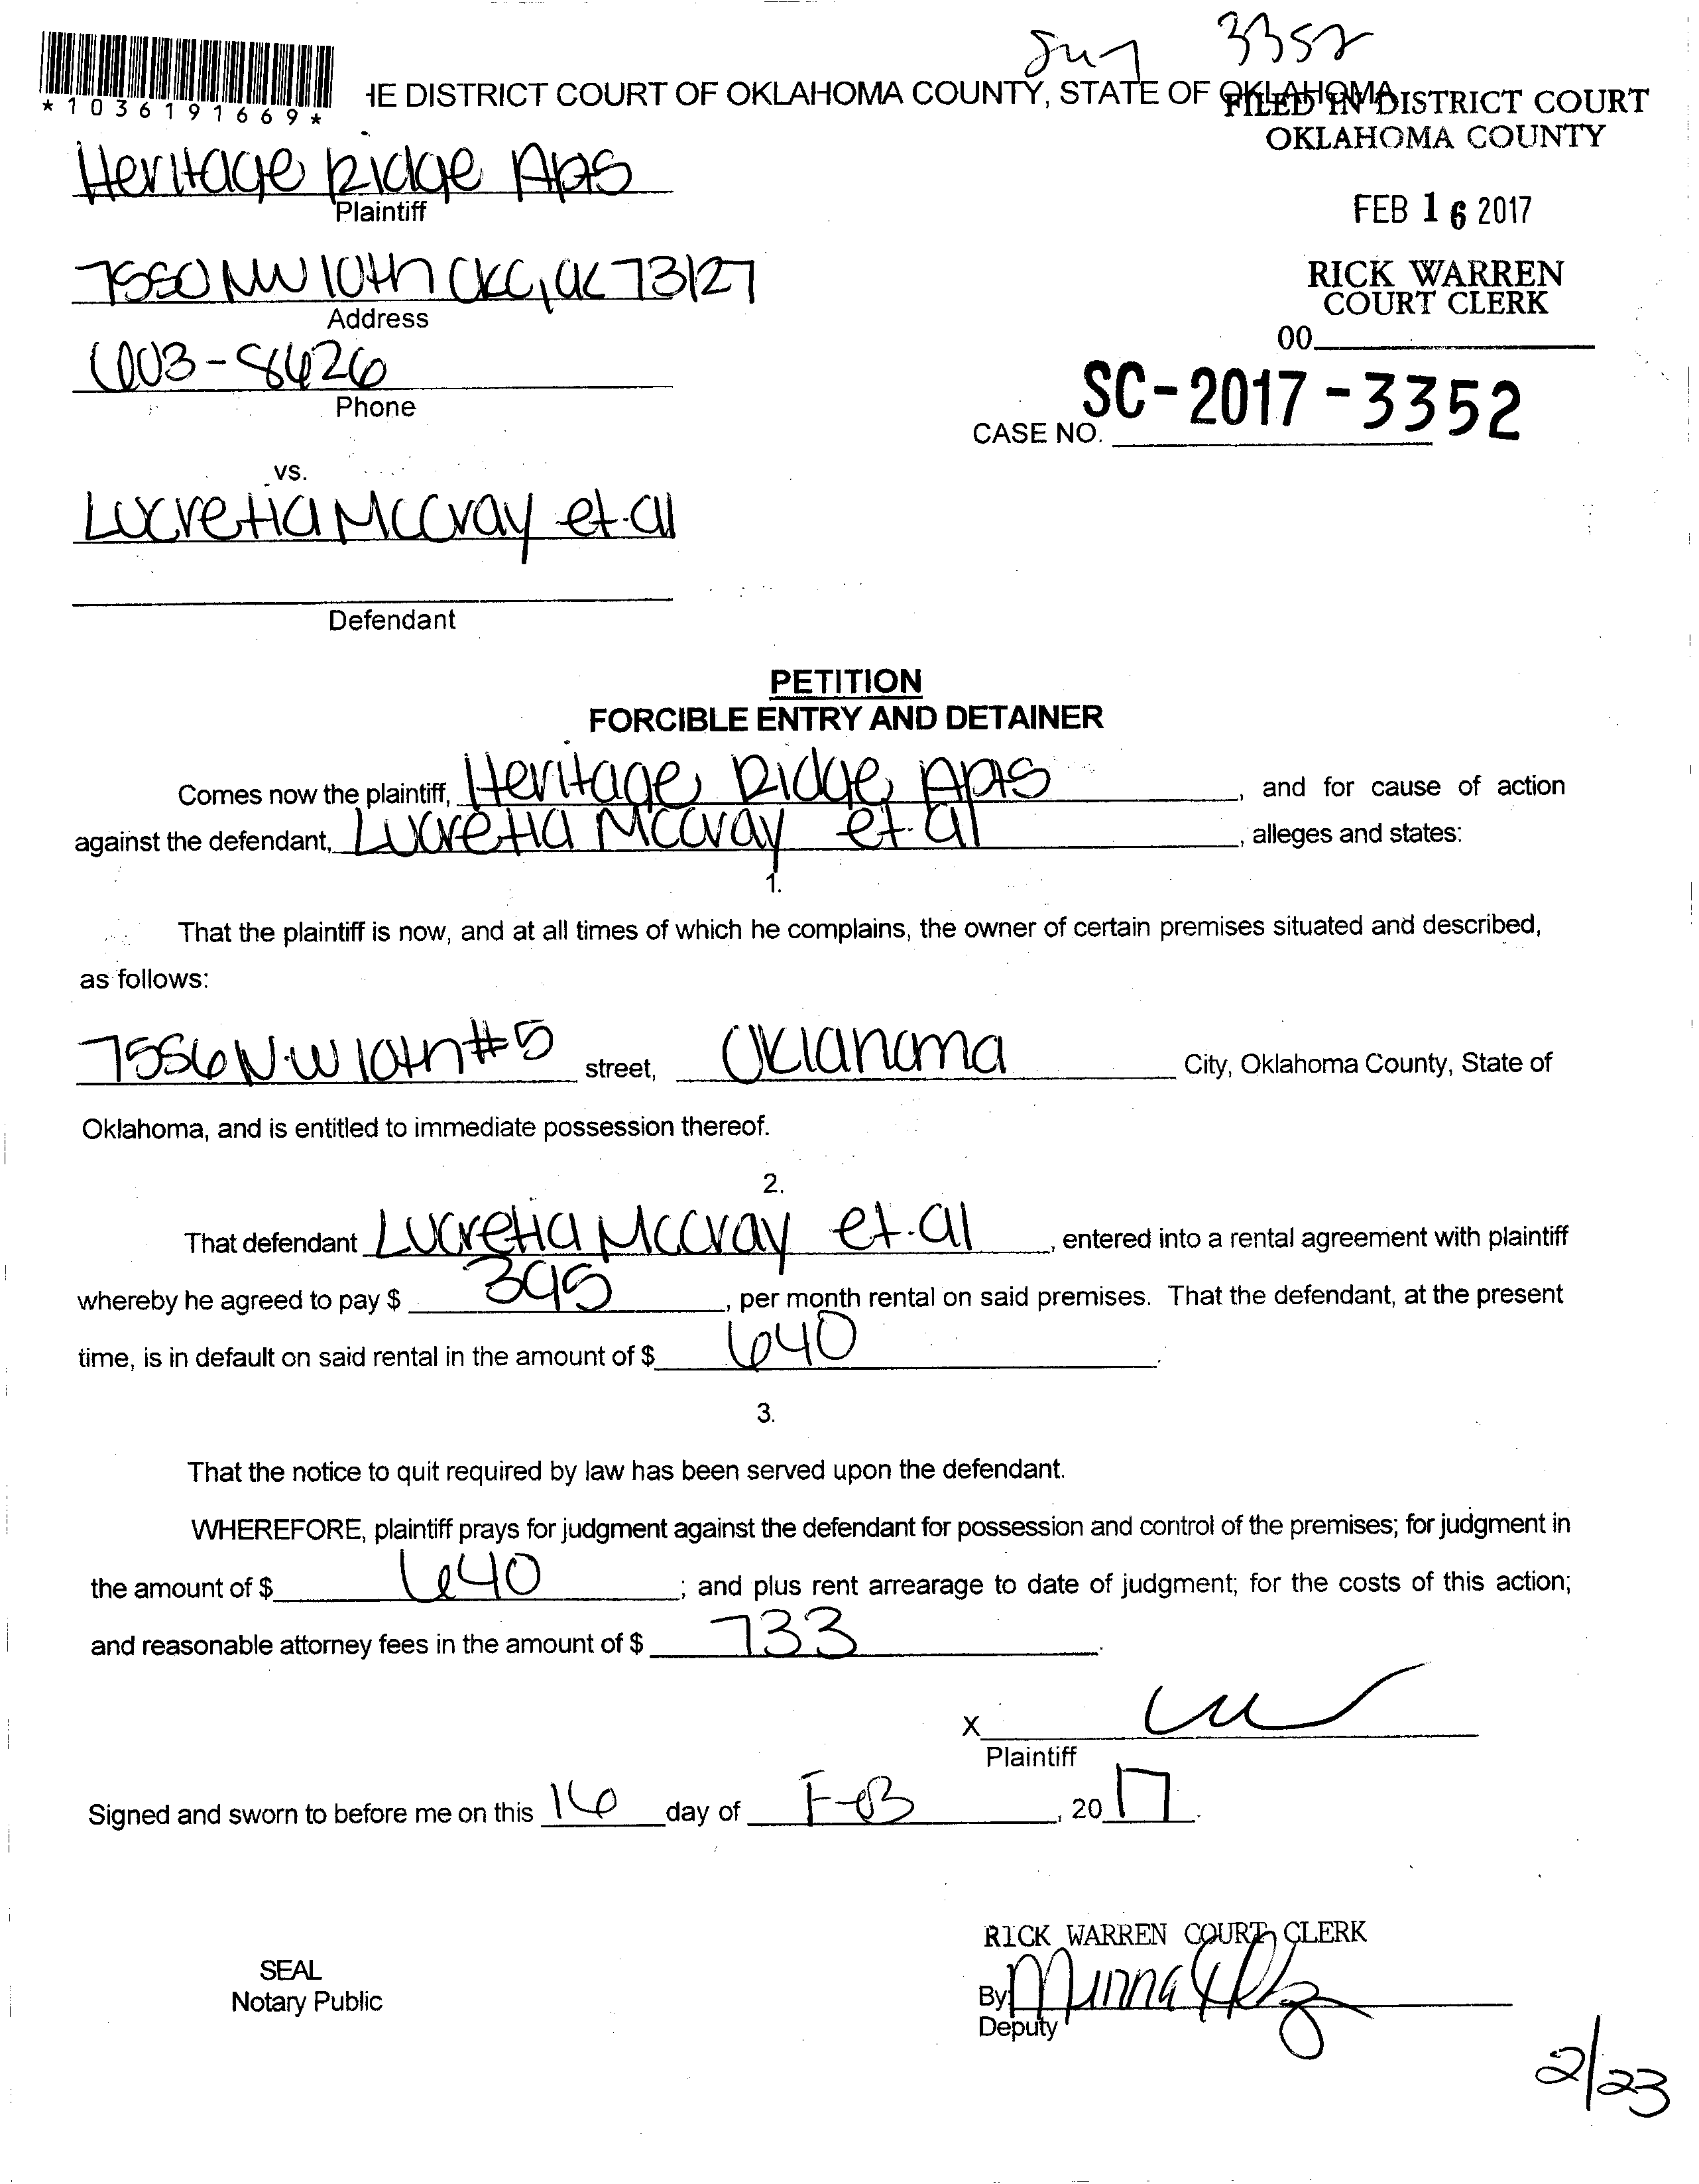 3352
*1036191669*
HE DISTRICT COURT OF OKLAHOMA COUNTY, STATE OF OKLAHOMA
FILED IN DISTRICT COURT
OKLAHOMA COUNTY
Heritage Ridge Apts
Plaintiff
FEB 16 2017
7550 NW 10th OKC, OK 73127
Address
RICK WARREN
COURT CLERK
00
603-8626
Phone
SC-2017-3352
CASE NO.
vs.
Lucretia McCray et.al
Defendant
PETITION
FORCIBLE ENTRY AND DETAINER
Comes now the plaintiff, Heritage Ridge Apts, and for cause of action
against the defendant, Lucretia McCray et.al, alleges and states:
1.
That the plaintiff is now, and at all times of which he complains, the owner of certain premises situated and described,
as follows:
7556 N.W 10th #5 street, Oklahoma City, Oklahoma County, State of
Oklahoma, and is entitled to immediate possession thereof.
2.
That defendant Lucretia McCray et.al, entered into a rental agreement with plaintiff
whereby he agreed to pay $ 395, per month rental on said premises. That the defendant, at the present
time, is in default on said rental in the amount of $ 640.
3.
That the notice to quit required by law has been served upon the defendant.
WHEREFORE, plaintiff prays for judgment against the defendant for possession and control of the premises; for judgment in
the amount of $ 640; and plus rent arrearage to date of judgment; for the costs of this action;
and reasonable attorney fees in the amount of $ 733.
X
Plaintiff
Signed and sworn to before me on this 16 day of FEB, 2017.
RICK WARREN COURT CLERK
SEAL
Notary Public
By
Deputy
2/23